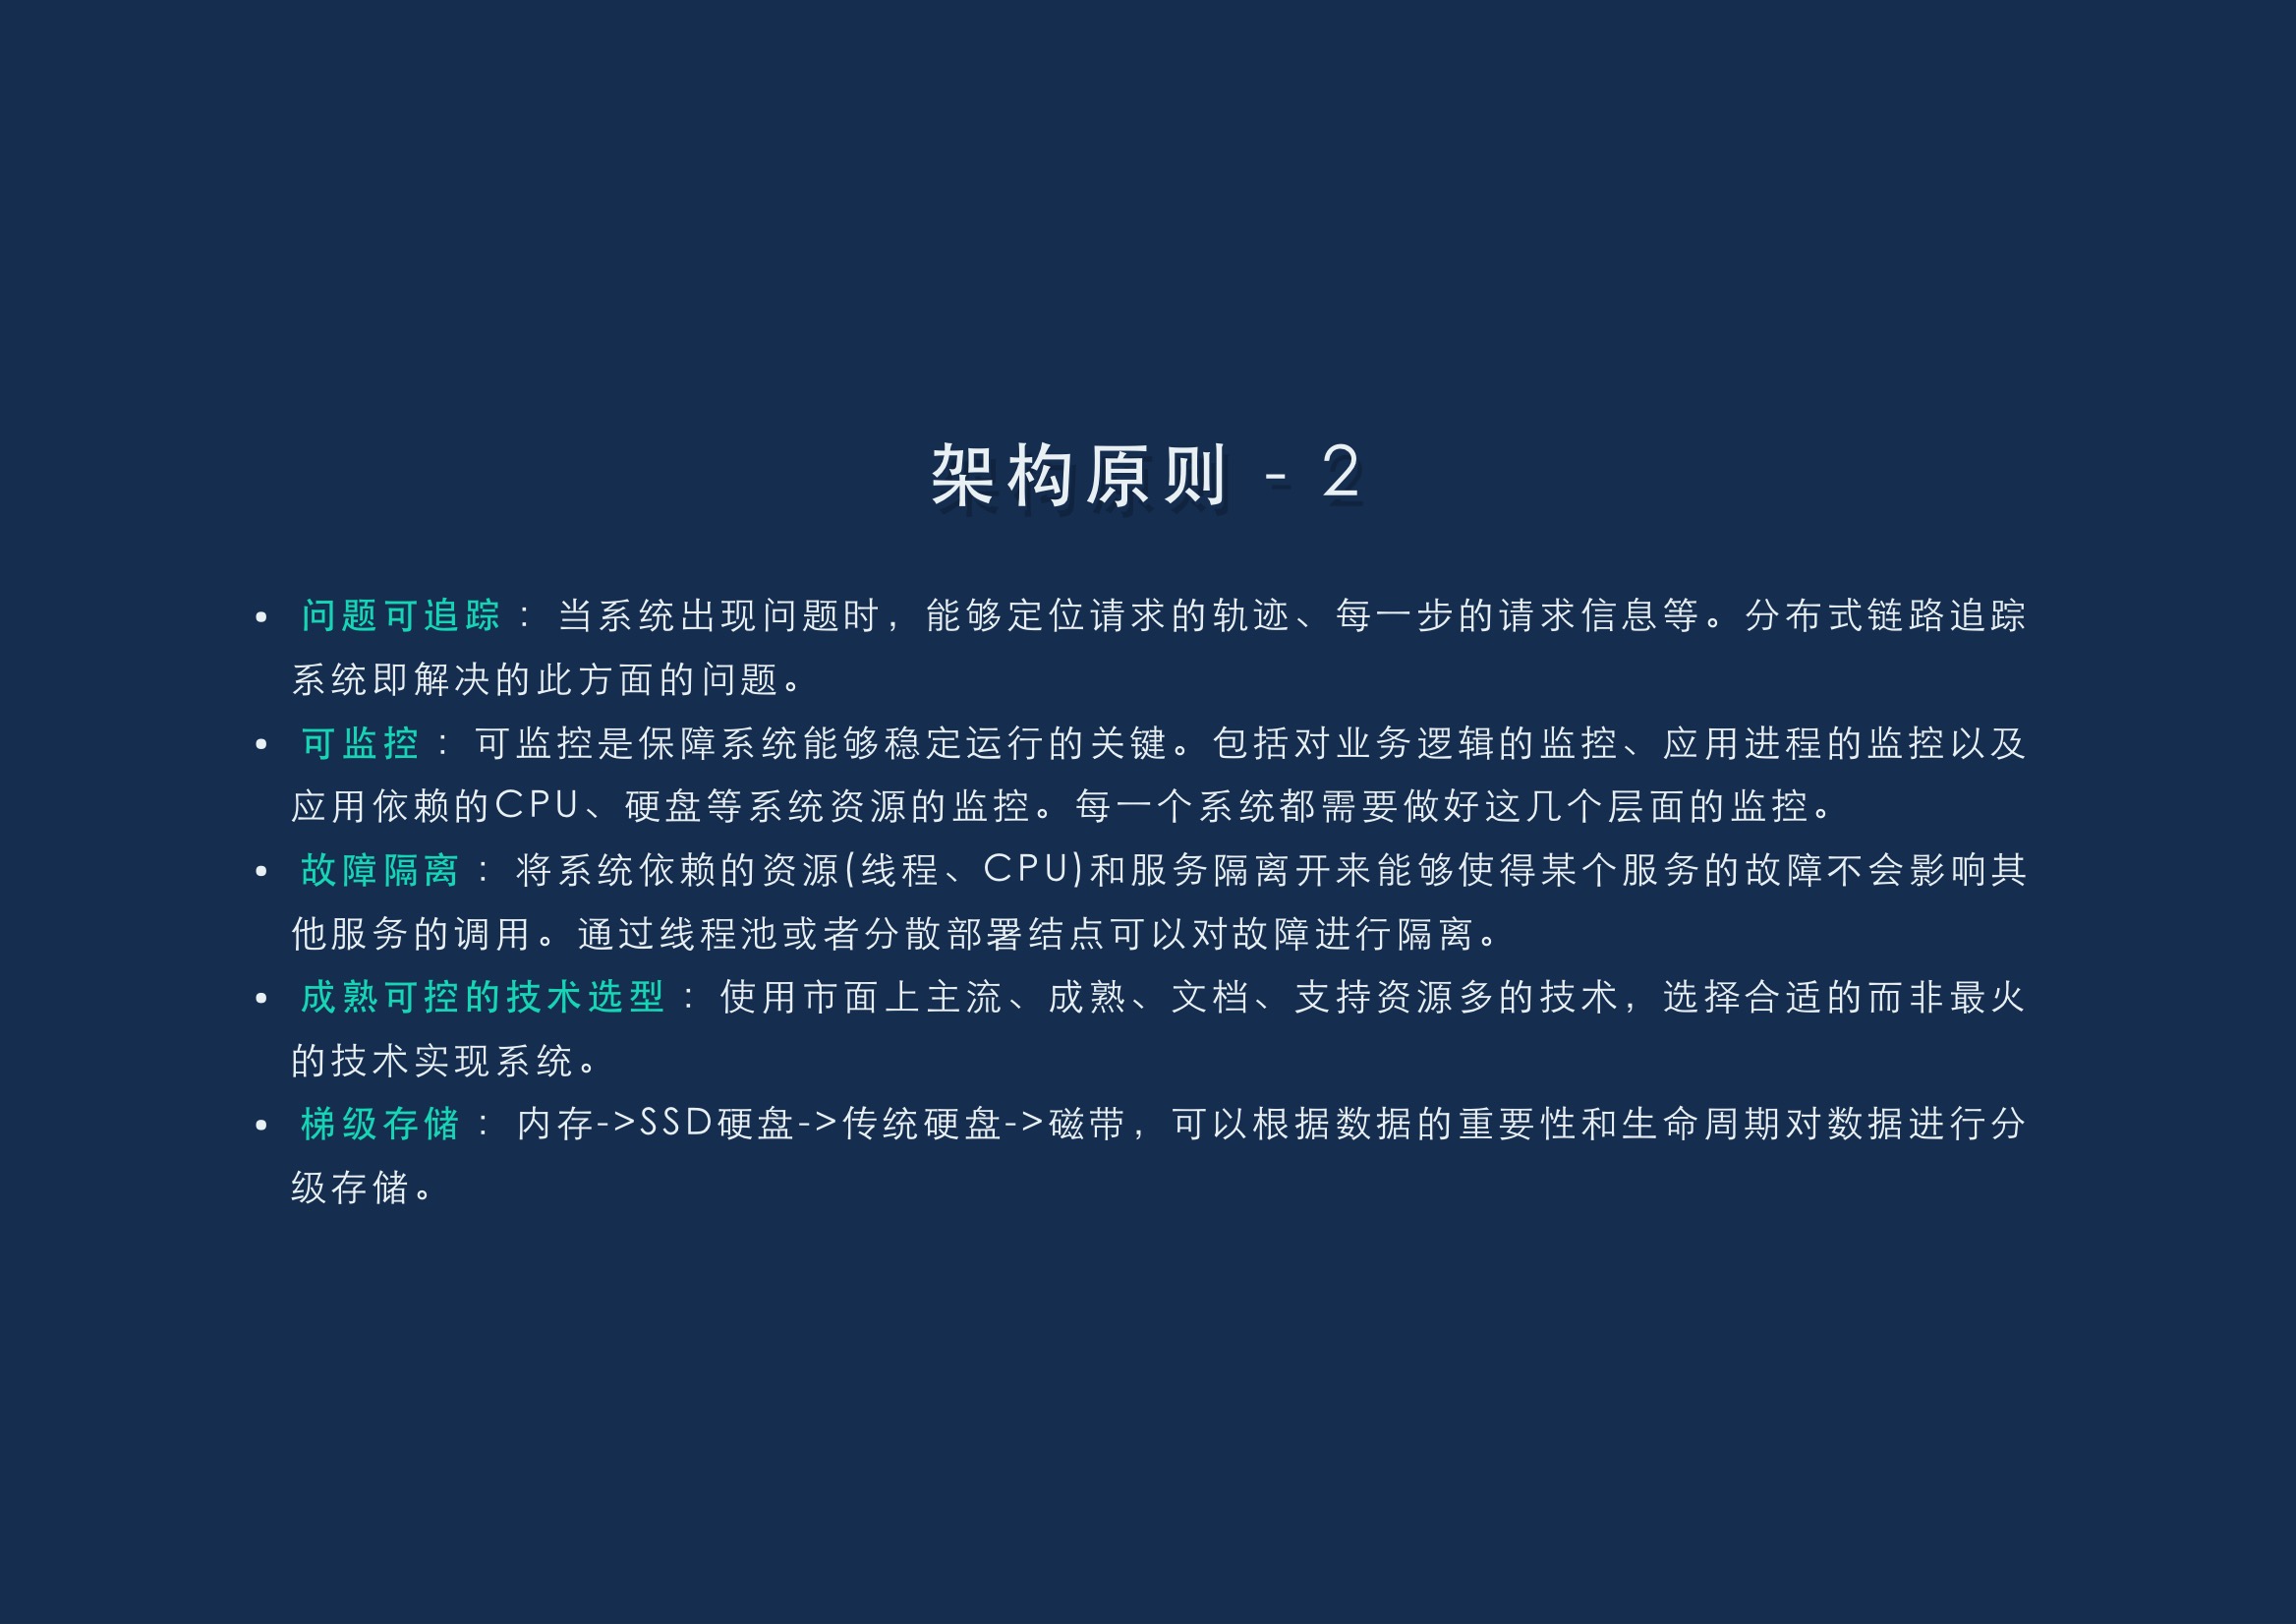 架构原则 - 2
• 问题可追踪 ： 当系统出现问题时，能够定位请求的轨迹、每一步的请求信息等。分布式链路追踪
系统即解决的此方面的问题。
• 可监控 ： 可监控是保障系统能够稳定运行的关键。包括对业务逻辑的监控、应用进程的监控以及
应用依赖的CPU、硬盘等系统资源的监控。每一个系统都需要做好这几个层面的监控。
• 故障隔离 ： 将系统依赖的资源(线程、CPU)和服务隔离开来能够使得某个服务的故障不会影响其
他服务的调用。通过线程池或者分散部署结点可以对故障进行隔离。
• 成熟可控的技术选型 ： 使用市面上主流、成熟、文档、支持资源多的技术，选择合适的而非最火
的技术实现系统。
• 梯级存储 ： 内存->SSD硬盘->传统硬盘->磁带，可以根据数据的重要性和生命周期对数据进行分
级存储。